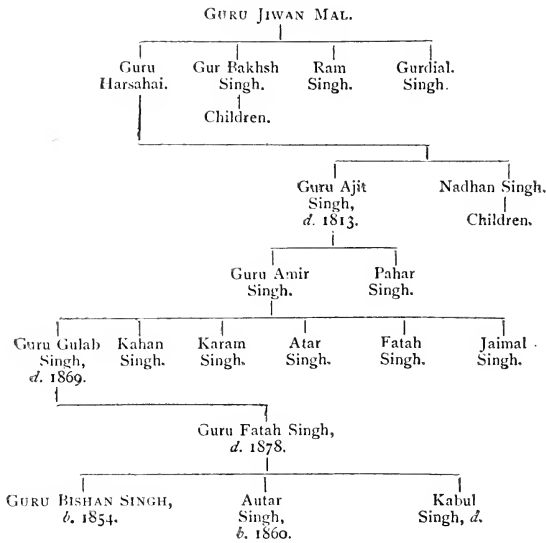 GURU JIWAN MAL.
Guru Gur Bakhsh Ram Gurdial.
Harsahai. Singh. Singh. Singh.
Children.
Guru Ajit Nadhan Singh.
Singh,
d. 1813. Children.
Guru Amir Pahar
Singh. Singh.
Guru Gulab Kahan Karam Atar Fatah Jaimal
Singh, Singh. Singh. Singh. Singh. Singh.
d. 1869.
Guru Fatah Singh,
d. 1878.
GURU BISHAN SINGH, Autar Kabul
b. 1854. Singh, Singh, d.
b. 1860.